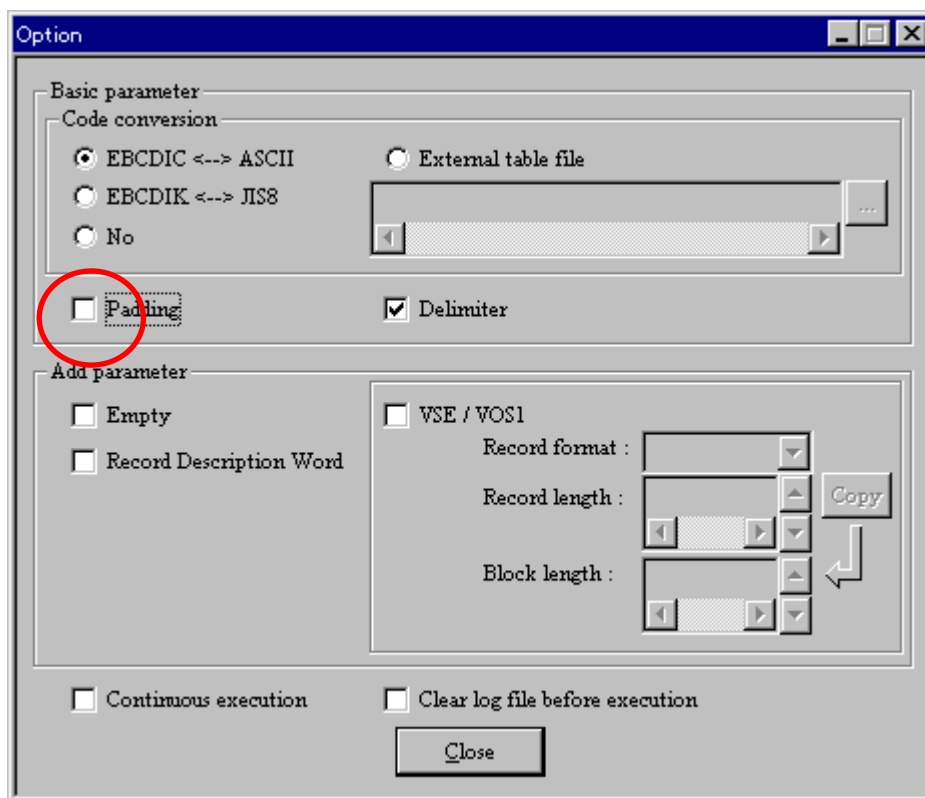 Option
Basic parameter
Code conversion
EBCDIC <--> ASCII
External table file
EBCDIK <--> JIS8
...
No
Padding
Delimiter
Add parameter
Empty
VSE / VOS1
Record Description Word
Record format :
Record length :
Copy
Block length :
Continuous execution
Clear log file before execution
Close